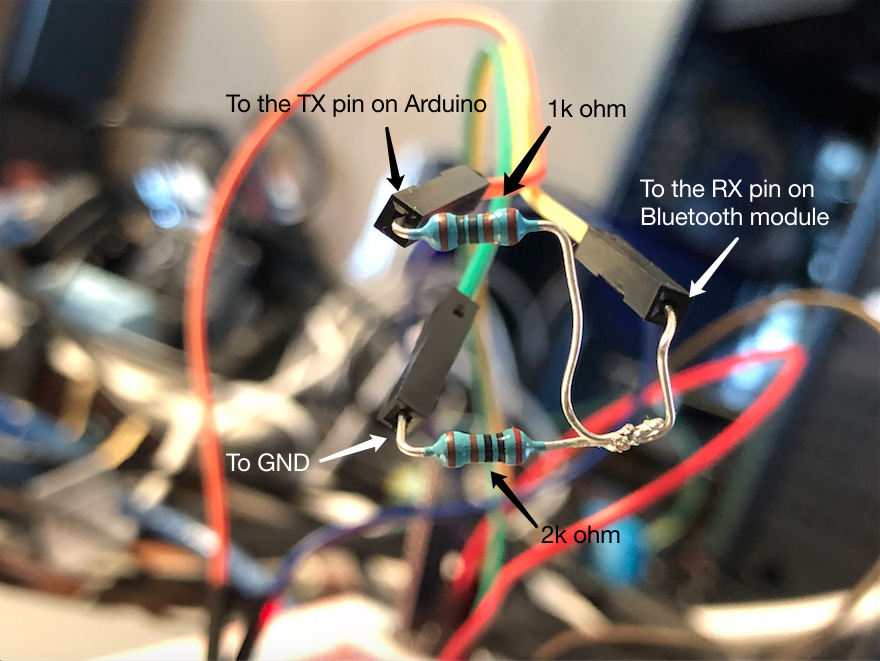 To the TX pin on Arduino
1k ohm
To the RX pin on
Bluetooth module
To GND
2k ohm